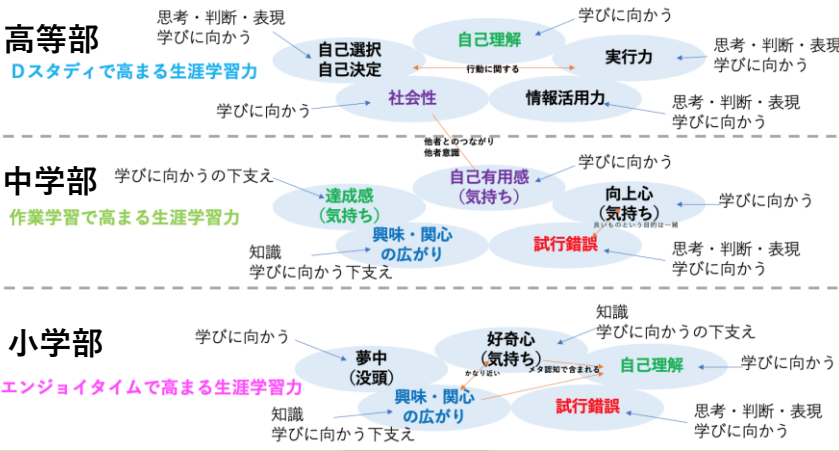 高等部
Dスタディで高まる生涯学習力
思考・判断・表現
学びに向かう
自己選択
自己決定
自己理解
学びに向かう
実行力
思考・判断・表現
学びに向かう
行動に関する
学びに向かう
社会性
情報活用力
思考・判断・表現
学びに向かう
他者とのつながり
他者意識
中学部
作業学習で高まる生涯学習力
学びに向かうの下支え
達成感
(気持ち)
自己有用感
(気持ち)
学びに向かう
向上心
(気持ち)
良いものという目的は一緒
学びに向かう
知識
学びに向かう下支え
興味・関心
の広がり
試行錯誤
思考・判断・表現
学びに向かう
小学部
エンジョイタイムで高まる生涯学習力
学びに向かう
夢中
(没頭)
好奇心
(気持ち)
知識
学びに向かうの下支え
かなり近い
メタ認知で含まれる
自己理解
学びに向かう
知識
学びに向かう下支え
興味・関心
の広がり
試行錯誤
思考・判断・表現
学びに向かう